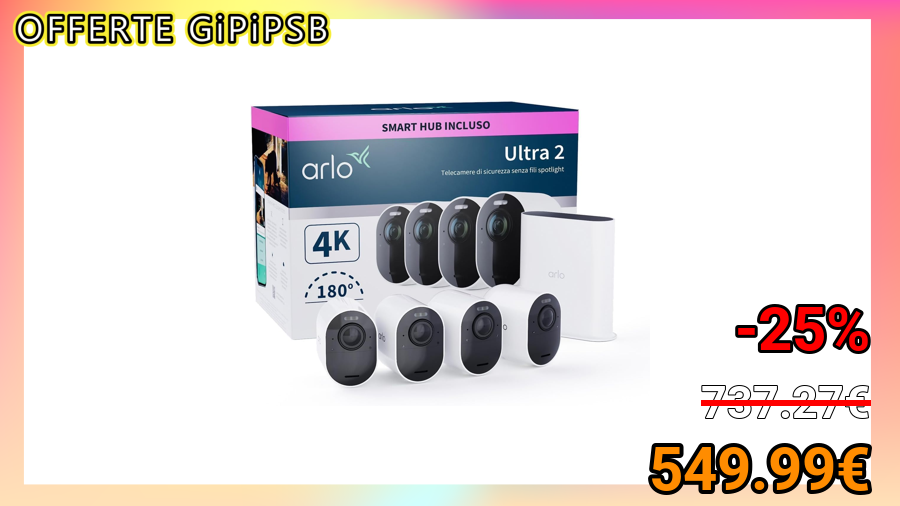 OFFERTE GiPiPSB
SMART HUB INCLUSO
arlo
Ultra 2
Telecamere di sicurezza senza fili spotlight
4K
180°
arlo
-25%
737.27€
549.99€